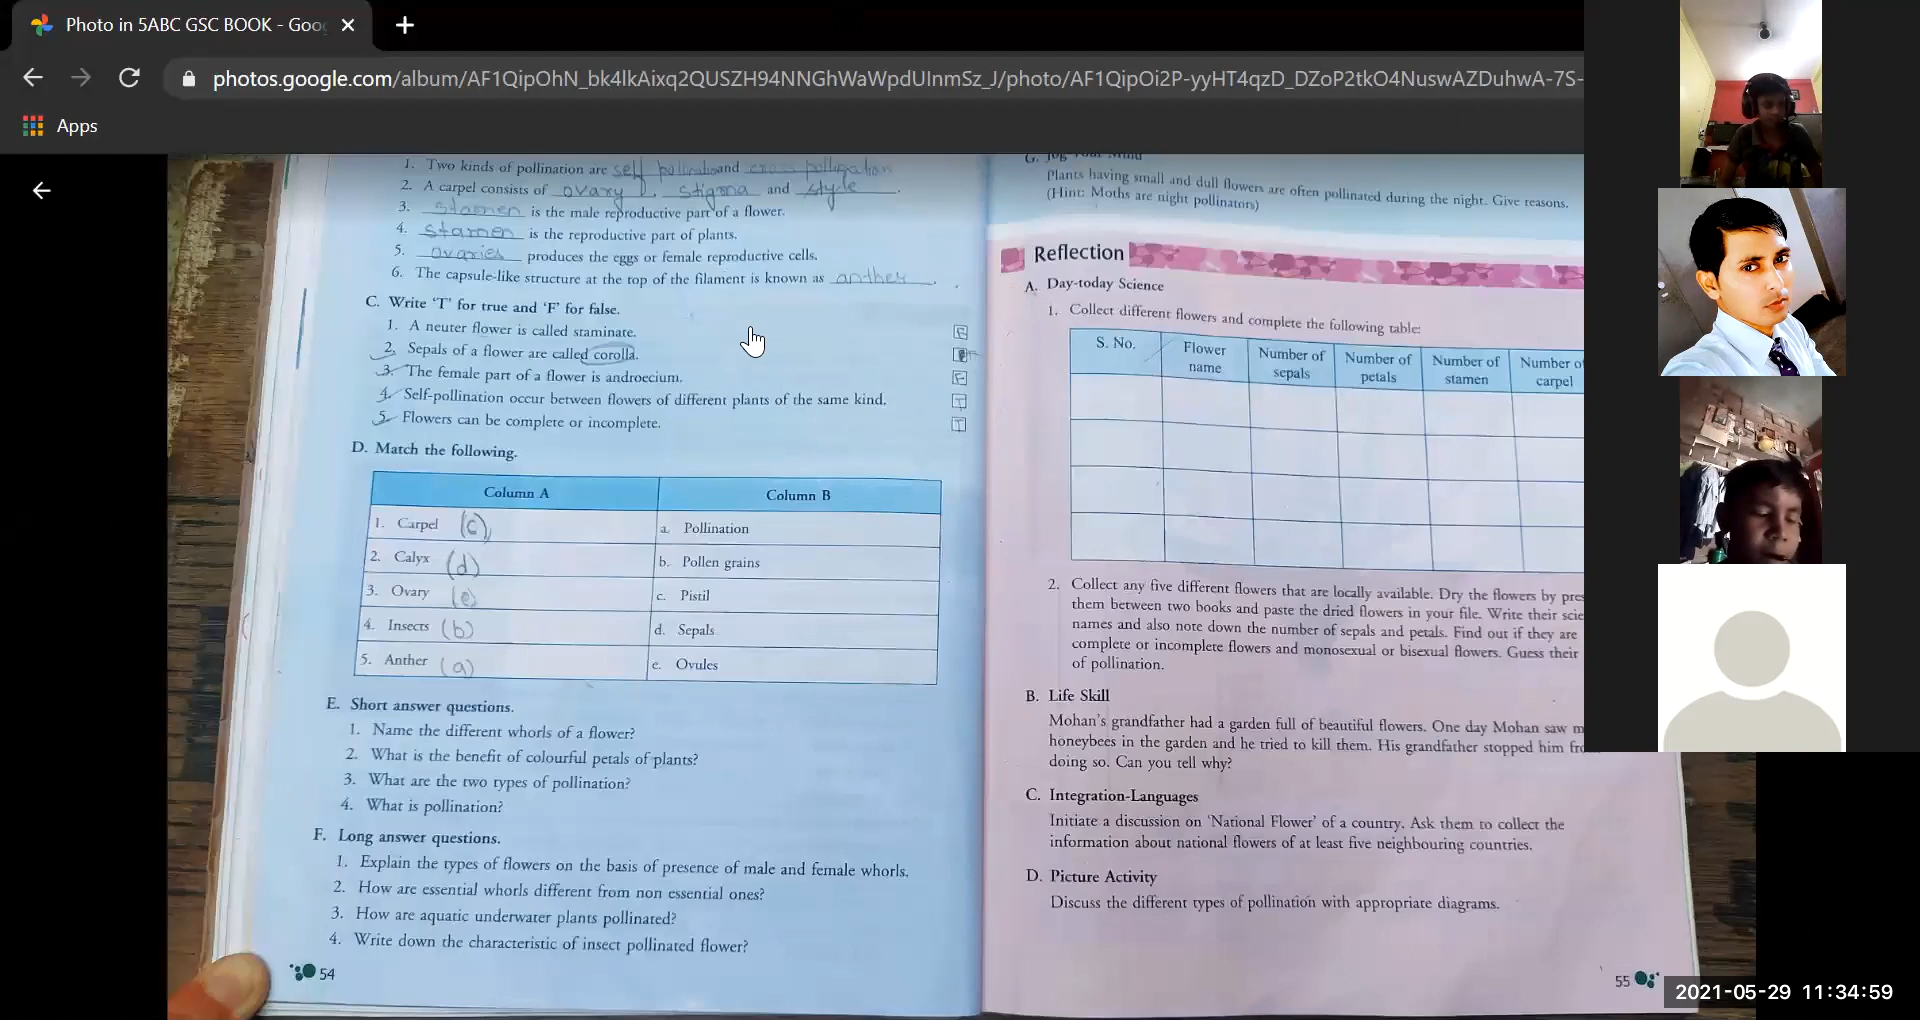 Photo in 5ABC GSC BOOK - Goo
photos.google.com/album/AF1QipOhN_bk4lkAixq2QUSZH94NNGhWaWpdUInmSz_J/photo/AF1QipOi2P-yyHT4qzD_DZoP2tkO4NuswAZDuhwA-7S-
Apps
1. Two kinds of pollination are self pollination and cross pollination
2. A carpel consists of ovary, stigma and style.
3. stamen is the male reproductive part of a flower.
4. stamen is the reproductive part of plants.
5. ovaries produces the eggs or female reproductive cells.
6. The capsule-like structure at the top of the filament is known as anther.
C. Write 'T' for true and 'F' for false.
1. A neuter flower is called staminate. F
2. Sepals of a flower are called corolla.
3. The female part of a flower is androecium. F
4. Self-pollination occur between flowers of different plants of the same kind. T
5. Flowers can be complete or incomplete. T
D. Match the following.
Column A Column B
1. Carpel (c) a. Pollination
2. Calyx (d) b. Pollen grains
3. Ovary (e) c. Pistil
4. Insects (b) d. Sepals
5. Anther (a) e. Ovules
E. Short answer questions.
1. Name the different whorls of a flower?
2. What is the benefit of colourful petals of plants?
3. What are the two types of pollination?
4. What is pollination?
F. Long answer questions.
1. Explain the types of flowers on the basis of presence of male and female whorls.
2. How are essential whorls different from non essential ones?
3. How are aquatic underwater plants pollinated?
4. Write down the characteristic of insect pollinated flower?
54
G. Jog Your Mind
Plants having small and dull flowers are often pollinated during the night. Give reasons.
(Hint: Moths are night pollinators)
Reflection
A. Day-today Science
1. Collect different flowers and complete the following table:
S. No. Flower name Number of sepals Number of petals Number of stamen Number of carpel
2. Collect any five different flowers that are locally available. Dry the flowers by pres
them between two books and paste the dried flowers in your file. Write their scie
names and also note down the number of sepals and petals. Find out if they are
complete or incomplete flowers and monosexual or bisexual flowers. Guess their
of pollination.
B. Life Skill
Mohan's grandfather had a garden full of beautiful flowers. One day Mohan saw m
honeybees in the garden and he tried to kill them. His grandfather stopped him fr
doing so. Can you tell why?
C. Integration-Languages
Initiate a discussion on 'National Flower' of a country. Ask them to collect the
information about national flowers of at least five neighbouring countries.
D. Picture Activity
Discuss the different types of pollination with appropriate diagrams.
55
2021-05-29 11:34:59